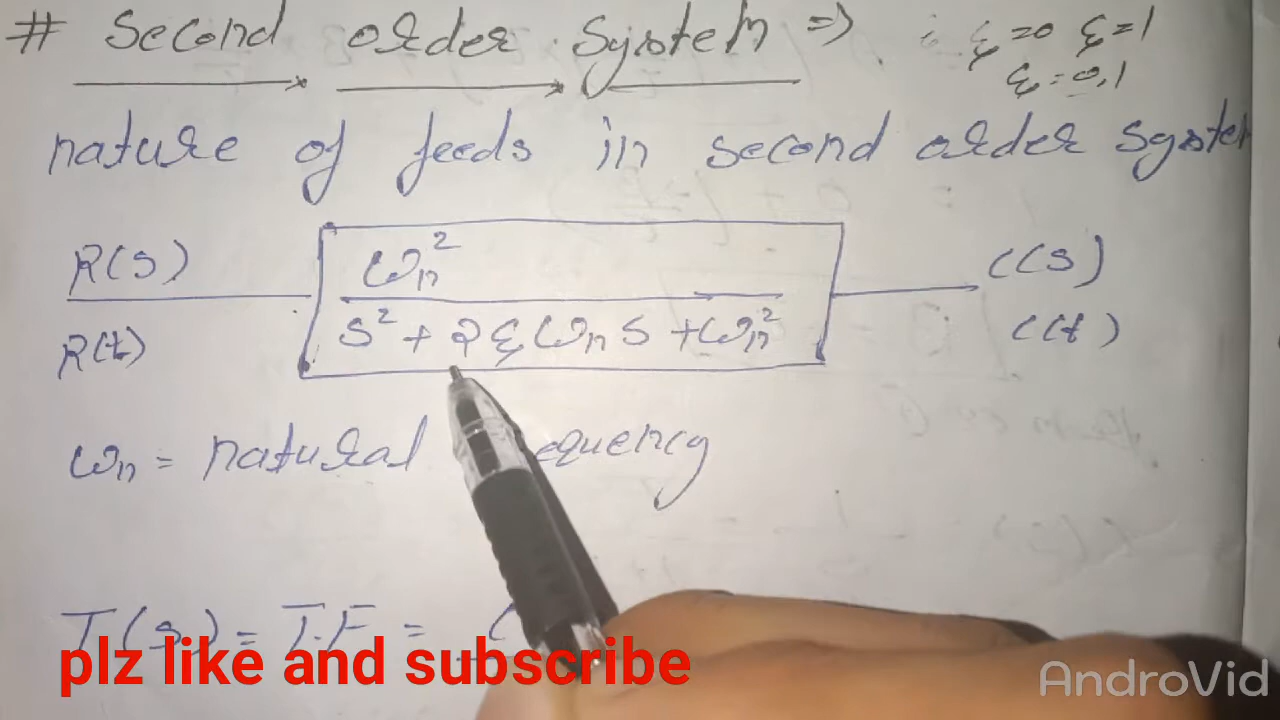 # Second order System ⇒
ξ=0 ξ=1
ξ=0,1
nature of feeds in second order system
R(s)
ωn²
C(s)
s² + 2ξωn s + ωn²
R(t)
C(t)
ωn = natural equency
T(s) = T.F =
plz like and subscribe
AndroVid